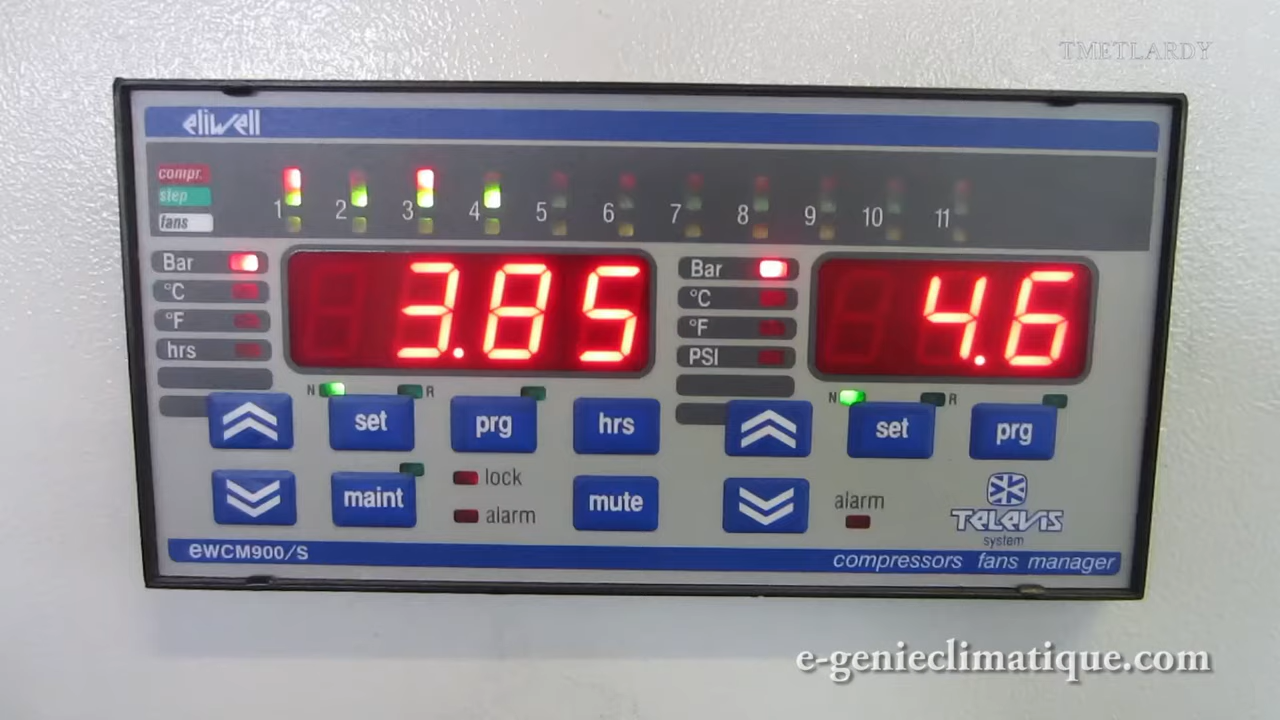 TMETLARDY
eliwell
compr.
step
fans
1 2 3 4 5 6 7 8 9 10 11
Bar
°C
°F
hrs
3.85
Bar
°C
°F
PSI
4.6
N R
set
prg
hrs
maint
lock
alarm
mute
N R
set
prg
alarm
TELEVIS
system
eWCM900/S
compressors fans manager
e-genieclimatique.com